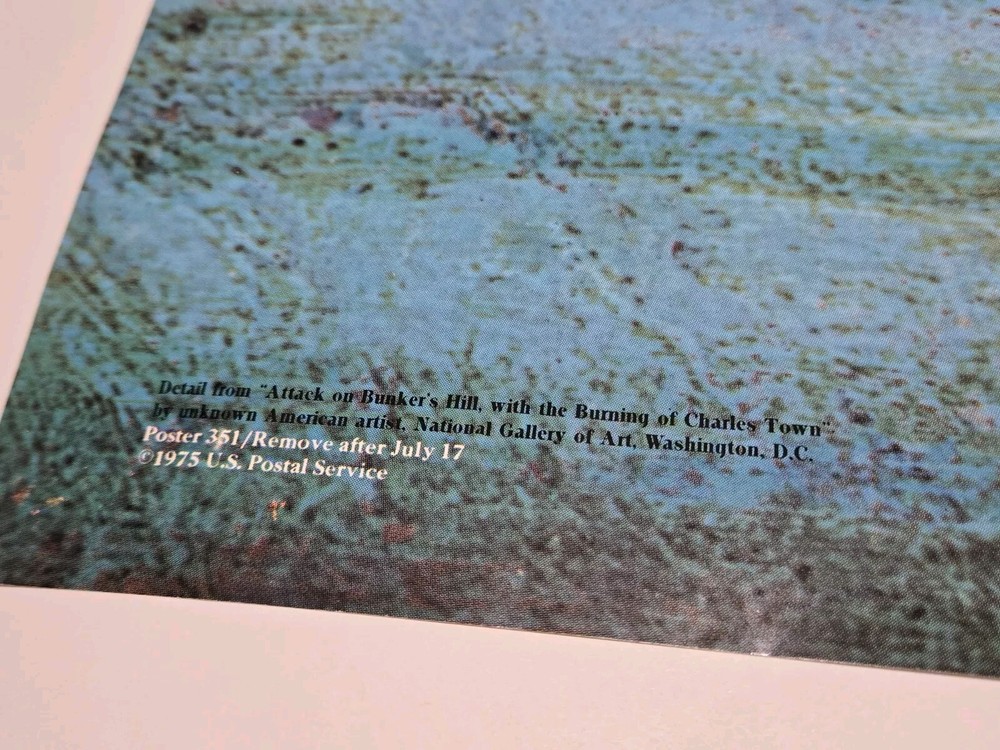 Detail from "Attack on Bunker's Hill, with the Burning of Charles Town"
by unknown American artist, National Gallery of Art, Washington, D.C.
Poster 351/Remove after July 17
©1975 U.S. Postal Service